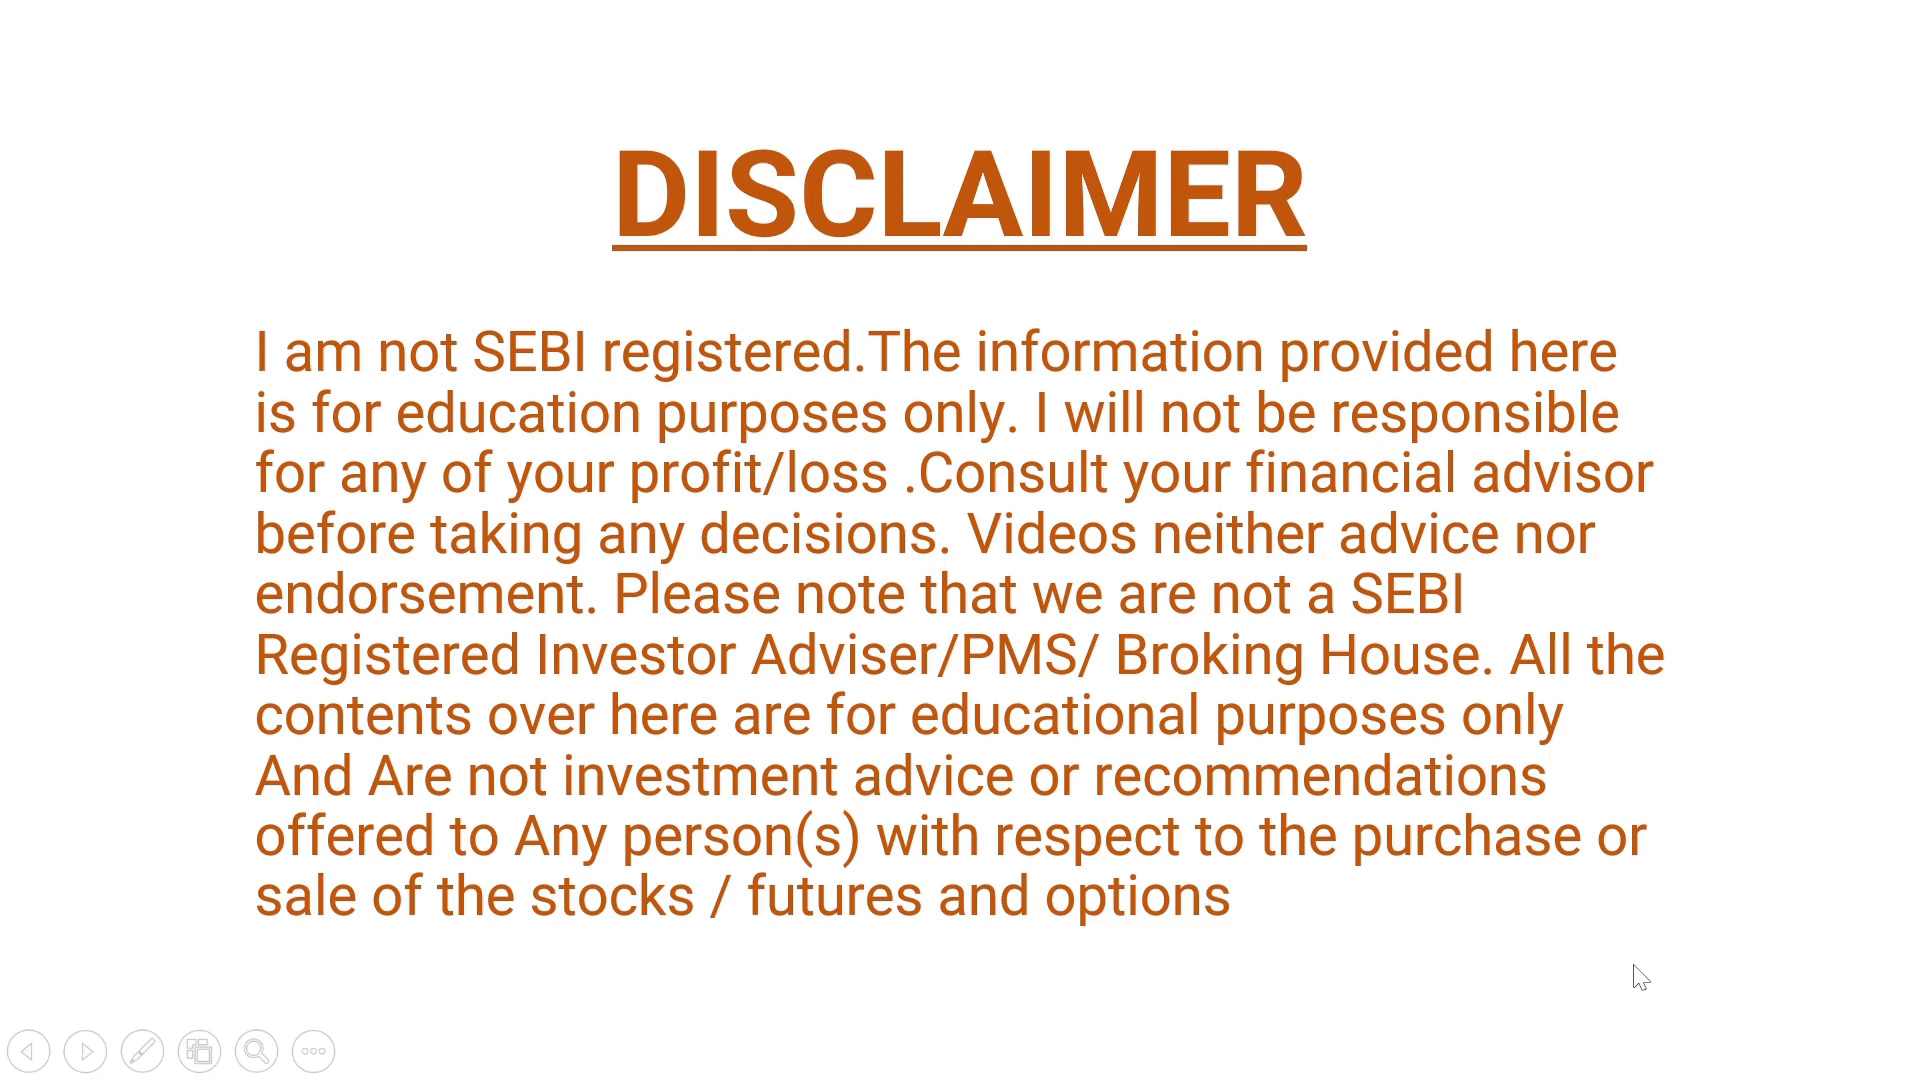 DISCLAIMER
I am not SEBI registered.The information provided here
is for education purposes only. I will not be responsible
for any of your profit/loss .Consult your financial advisor
before taking any decisions. Videos neither advice nor
endorsement. Please note that we are not a SEBI
Registered Investor Adviser/PMS/ Broking House. All the
contents over here are for educational purposes only
And Are not investment advice or recommendations
offered to Any person(s) with respect to the purchase or
sale of the stocks / futures and options